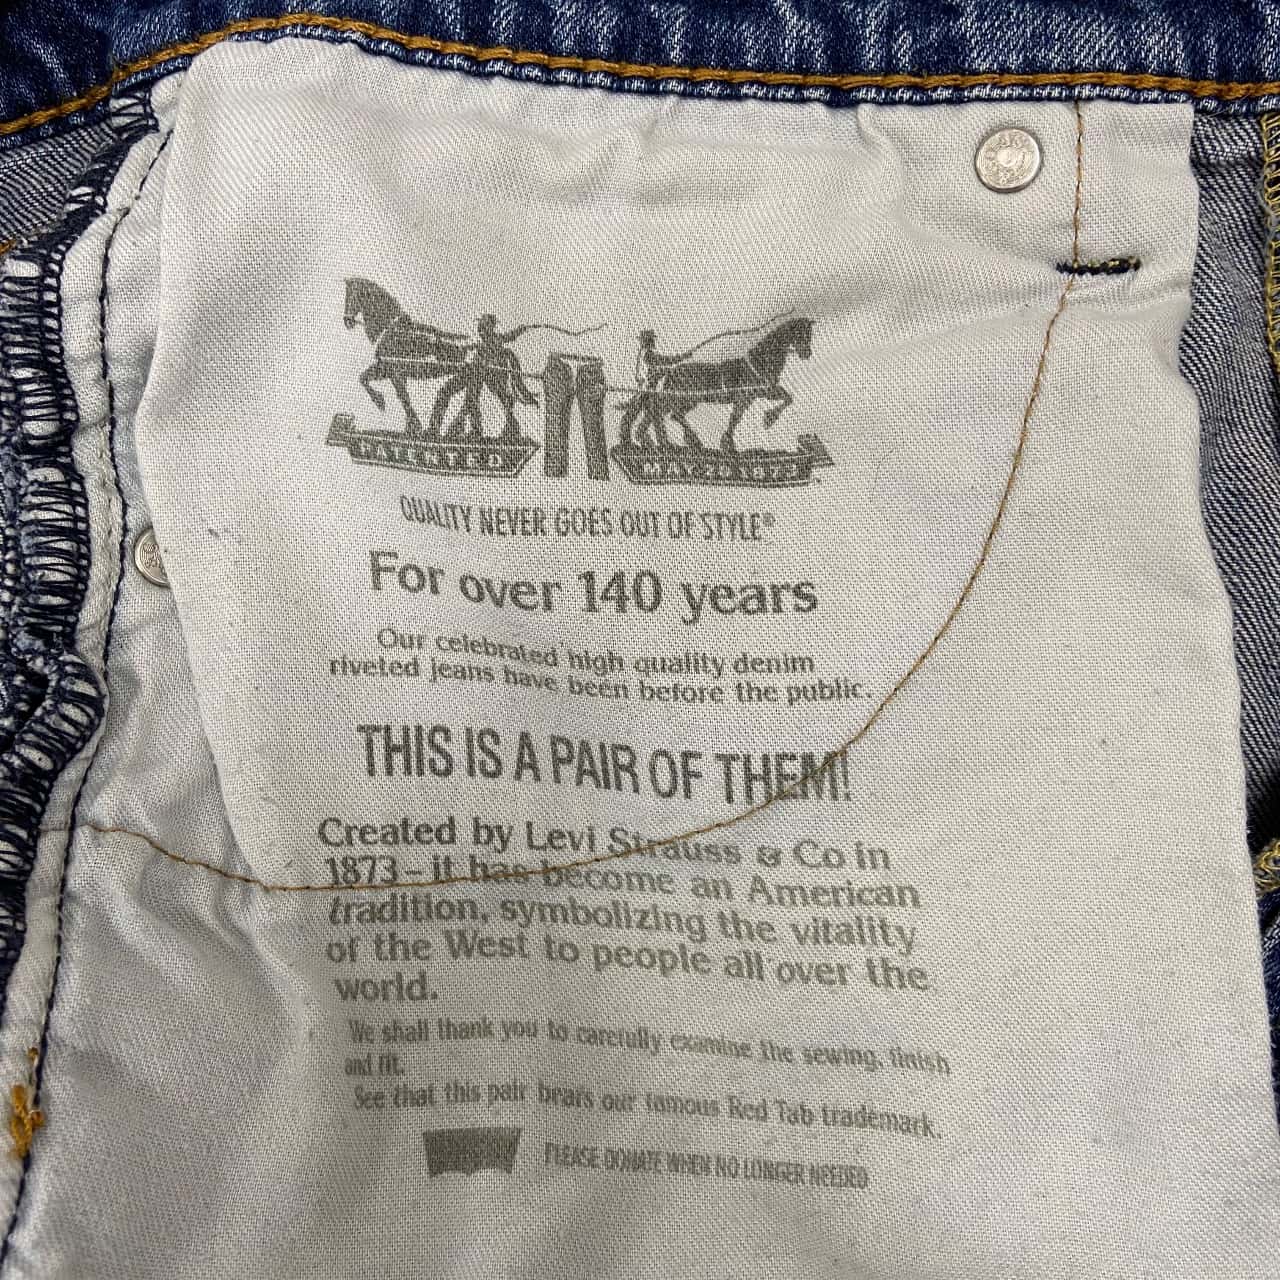 PATENTED
MAY 20 1873
QUALITY NEVER GOES OUT OF STYLE®
For over 140 years
Our celebrated high quality denim
riveted jeans have been before the public.
THIS IS A PAIR OF THEM!
Created by Levi Strauss & Co in
1873–it has become an American
tradition, symbolizing the vitality
of the West to people all over the
world.
We shall thank you to carefully examine the sewing, finish
and fit.
See that this pair bears our famous Red Tab trademark.
PLEASE DONATE WHEN NO LONGER NEEDED